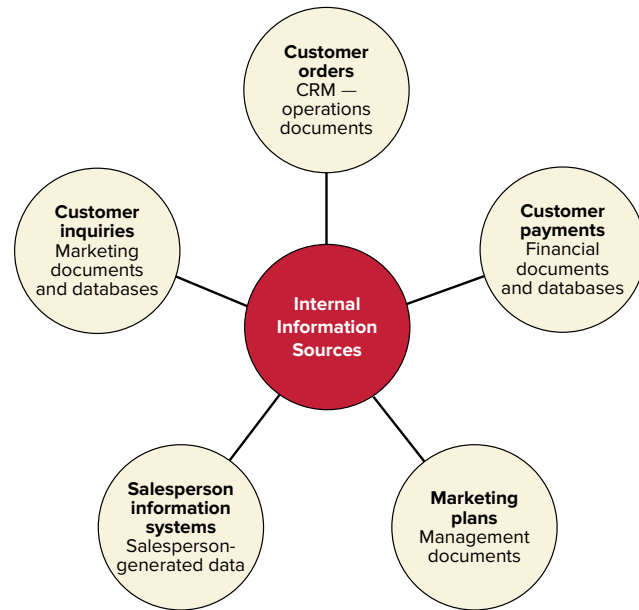 Customer
orders
CRM —
operations
documents
Customer
inquiries
Marketing
documents
and databases
Customer
payments
Financial
documents
and databases
Internal
Information
Sources
Salesperson
information
systems
Salesperson-
generated data
Marketing
plans
Management
documents